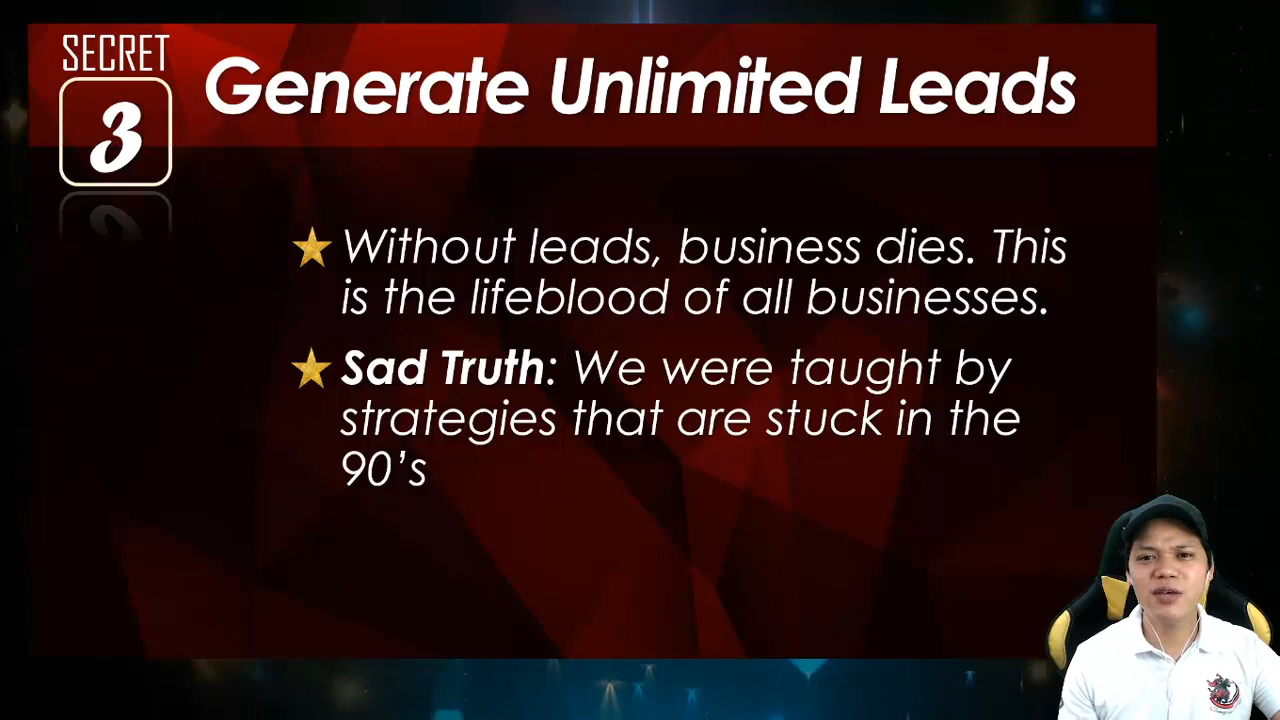 SECRET
3
Generate Unlimited Leads
Without leads, business dies. This
is the lifeblood of all businesses.
Sad Truth: We were taught by
strategies that are stuck in the
90's